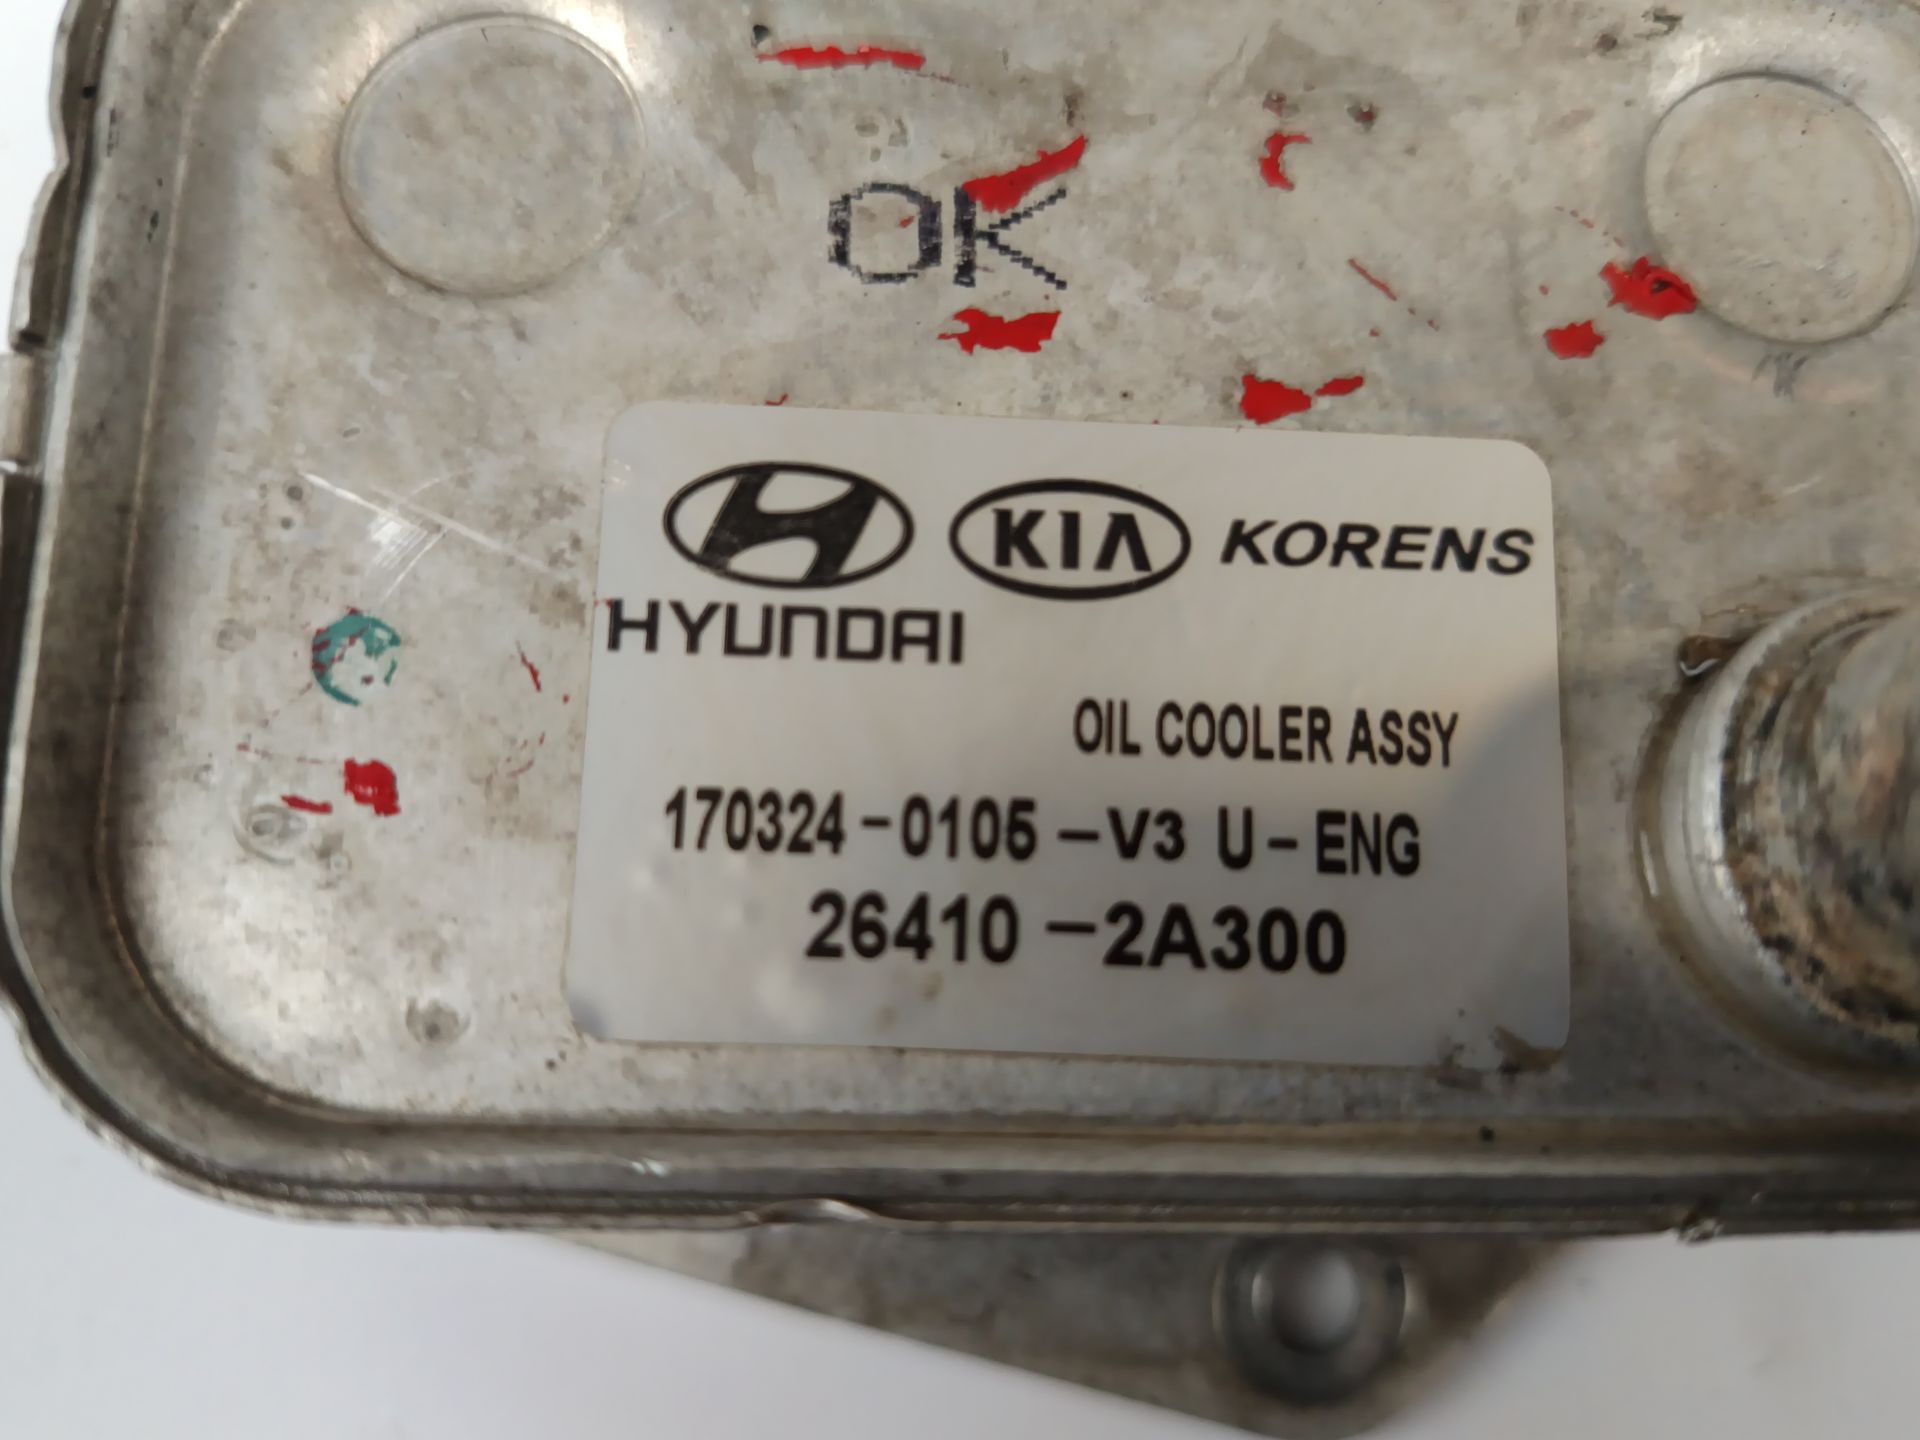 OK
HYUNDAI KIA KORENS
OIL COOLER ASSY
170324-0105-V3 U-ENG
26410-2A300